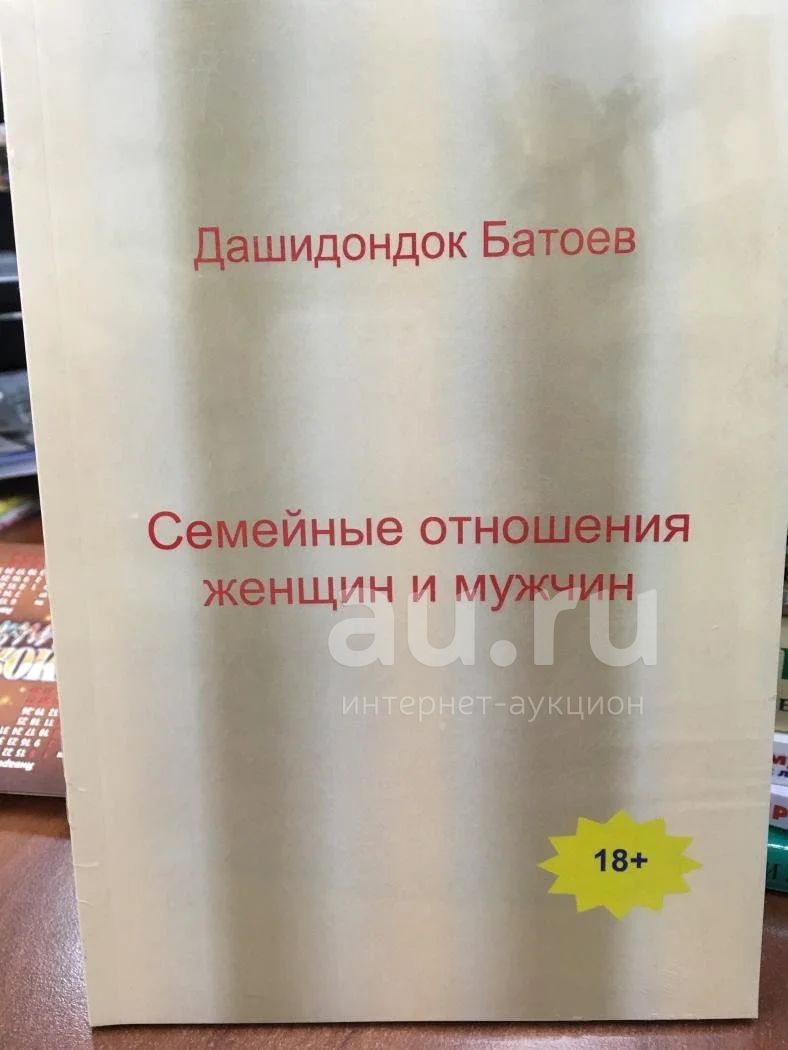 Дашидондок Батоев
Семейные отношения
женщин и мужчин
au.ru
интернет-аукцион
18+